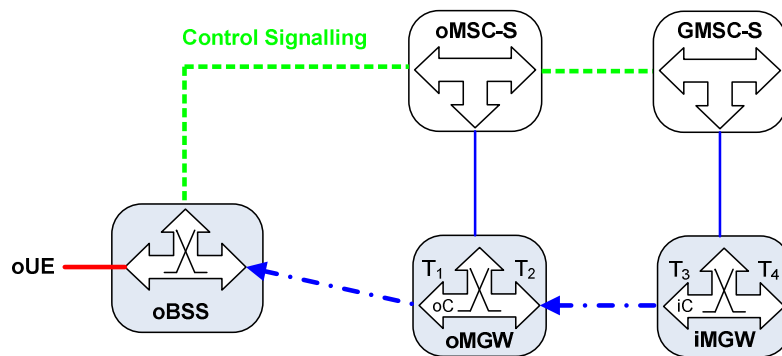 oMSC-S
GMSC-S
Control Signalling
oUE
oBSS
T1
T2
oC
oMGW
T3
T4
iC
iMGW